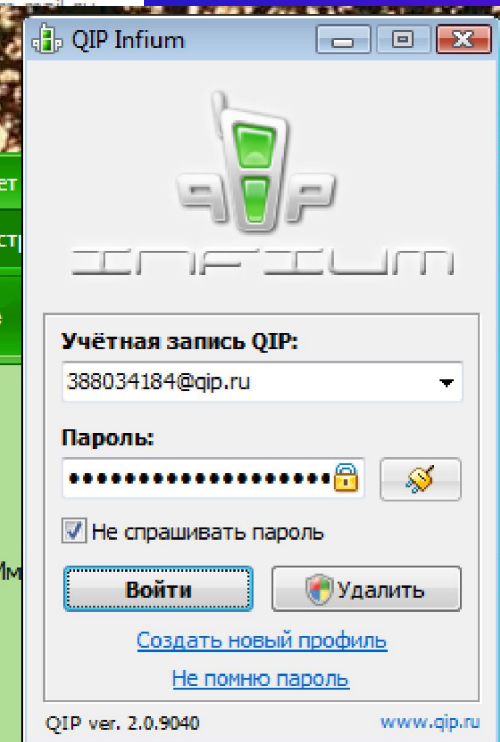 QIP Infium
qip
INFIUM
Учётная запись QIP:
388034184@qip.ru
Пароль:
Не спрашивать пароль
Войти
Удалить
Создать новый профиль
Не помню пароль
QIP ver. 2.0.9040
www.qip.ru